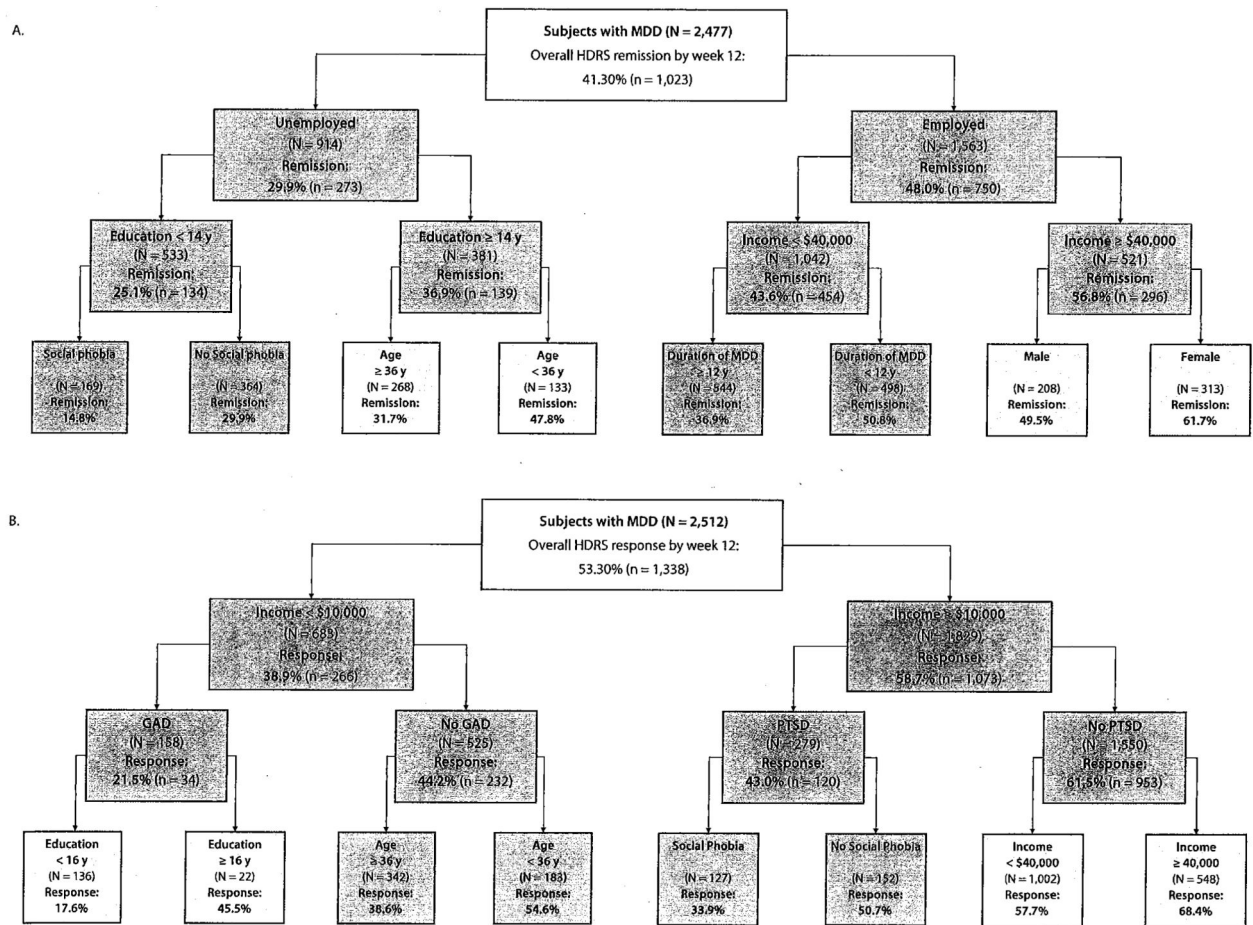 A.
Subjects with MDD (N = 2,477)
Overall HDRS remission by week 12:
41.30% (n = 1,023)
Unemployed
(N = 914)
Remission:
29.9% (n = 273)
Employed
(N = 1,563)
Remission:
48.0% (n = 750)
Education < 14 y
(N = 533)
Remission:
25.1% (n = 134)
Education ≥ 14 y
(N = 381)
Remission:
36.9% (n = 139)
Income < $40,000
(N = 1,042)
Remission:
43.6% (n = 454)
Income ≥ $40,000
(N = 521)
Remission:
56.8% (n = 296)
Social phobia
(N = 169)
Remission:
14.8%
No Social phobia
(N = 364)
Remission:
29.9%
Age
≥ 36 y
(N = 268)
Remission:
31.7%
Age
< 36 y
(N = 133)
Remission:
47.8%
Duration of MDD
≥ 12 y
(N = 544)
Remission:
36.9%
Duration of MDD
< 12 y
(N = 498)
Remission:
50.8%
Male
(N = 208)
Remission:
49.5%
Female
(N = 313)
Remission:
61.7%
B.
Subjects with MDD (N = 2,512)
Overall HDRS response by week 12:
53.30% (n = 1,338)
Income < $10,000
(N = 683)
Response:
38.9% (n = 266)
Income ≥ $10,000
(N = 1,829)
Response:
58.7% (n = 1,073)
GAD
(N = 158)
Response:
21.5% (n = 34)
No GAD
(N = 525)
Response:
44.2% (n = 232)
PTSD
(N = 279)
Response:
43.0% (n = 120)
No PTSD
(N = 1,550)
Response:
61.5% (n = 953)
Education
< 16 y
(N = 136)
Response:
17.6%
Education
≥ 16 y
(N = 22)
Response:
45.5%
Age
≥ 36 y
(N = 342)
Response:
38.6%
Age
< 36 y
(N = 183)
Response:
54.6%
Social Phobia
(N = 127)
Response:
33.9%
No Social Phobia
(N = 152)
Response:
50.7%
Income
< $40,000
(N = 1,002)
Response:
57.7%
Income
≥ 40,000
(N = 548)
Response:
68.4%